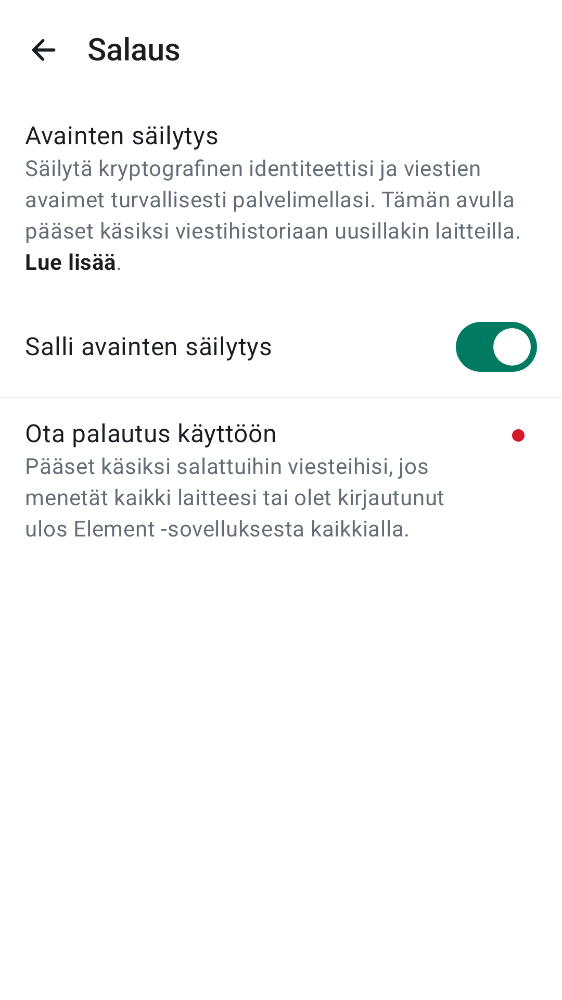 Salaus
Avainten säilytys
Säilytä kryptografinen identiteettisi ja viestien
avaimet turvallisesti palvelimellasi. Tämän avulla
pääset käsiksi viestihistoriaan uusillakin laitteilla.
Lue lisää.
Salli avainten säilytys
Ota palautus käyttöön
Pääset käsiksi salattuihin viesteihisi, jos
menetät kaikki laitteesi tai olet kirjautunut
ulos Element -sovelluksesta kaikkialla.